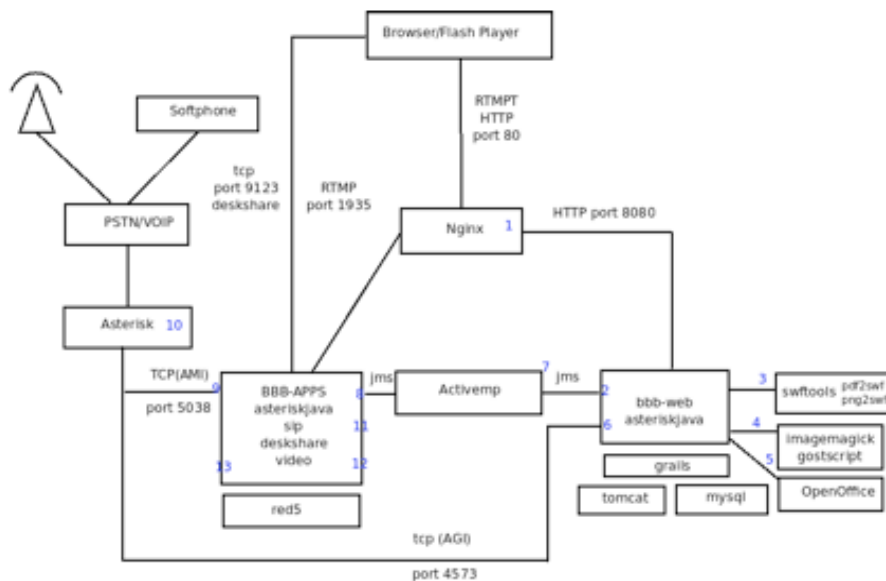 Browser/Flash Player
Softphone
RTMPT
HTTP
port 80
tcp
port 9123
deskshare
RTMP
port 1935
PSTN/VOIP
Nginx 1
HTTP port 8080
Asterisk 10
TCP(AMI)
port 5038
9
BBB-APPS
asteriskjava
sip
deskshare
video
8
11
12
13
jms
Activemp
7
jms
2
6
bbb-web
asteriskjava
3
swftools pdf2swf
png2swf
4
imagemagick
gostscript
5
OpenOffice
grails
tomcat
mysql
red5
tcp (AGI)
port 4573